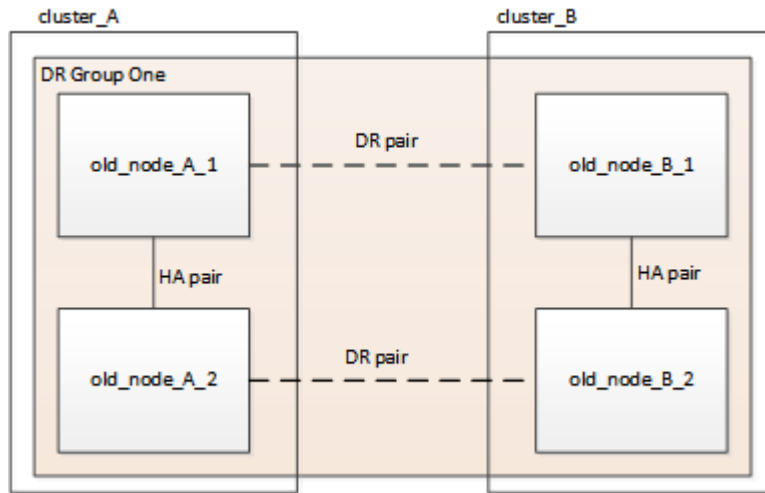 cluster_A
cluster_B
DR Group One
old_node_A_1
DR pair
old_node_B_1
HA pair
HA pair
old_node_A_2
DR pair
old_node_B_2